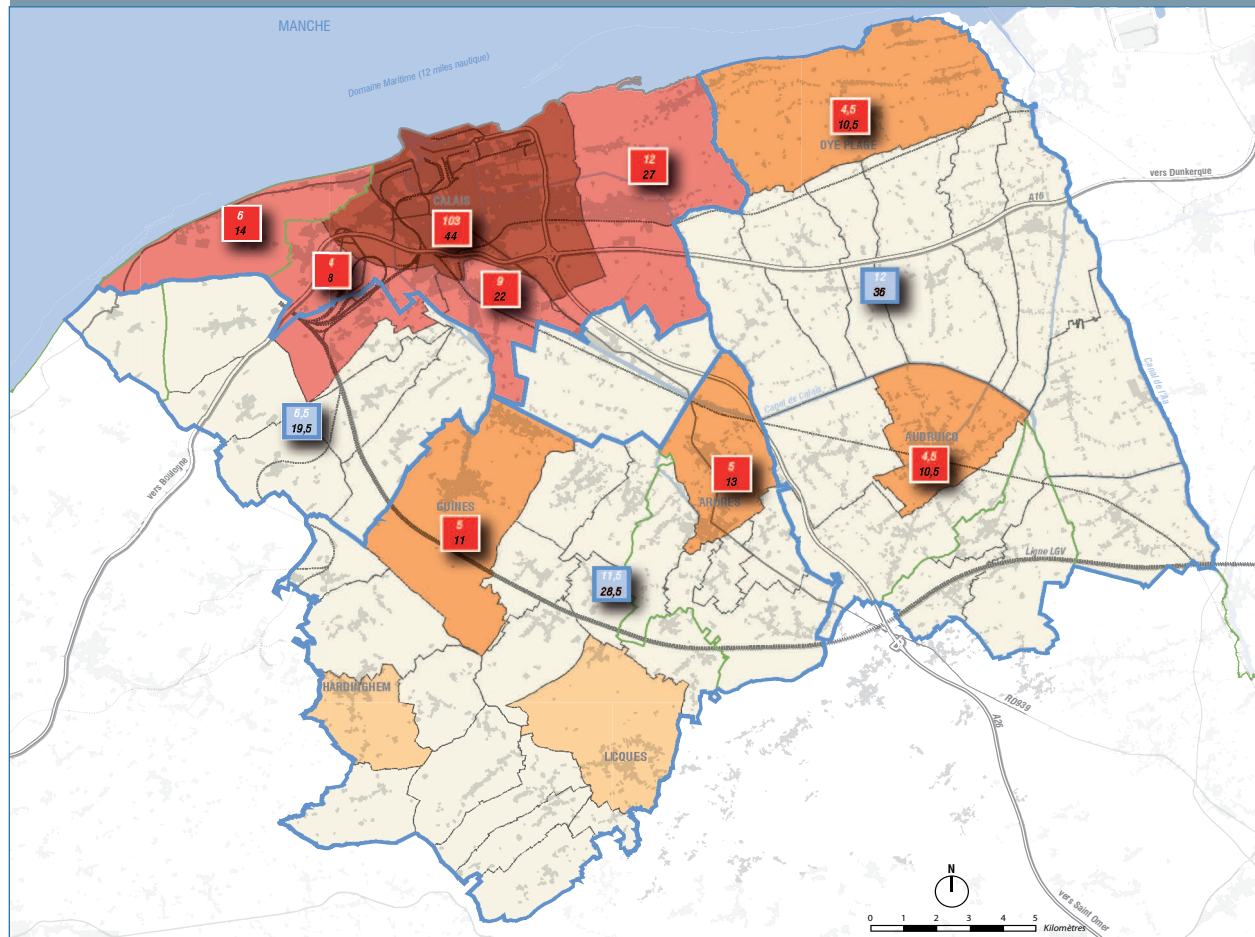 MANCHE
Domaine Maritime (12 miles nautique)
4,5
10,5
OYE PLAGE
vers Dunkerque
12
27
A16
CALAIS
103
44
6
14
4
8
9
22
12
36
Canal de l'Aa
Canal de Calais
6,5
19,5
vers Boulogne
AUDRUICQ
4,5
10,5
5
13
ARDRES
GUINES
5
11
Ligne LGV
11,5
28,5
HARDINGHEM
LICQUES
RD939
A26
vers Saint Omer
N
0 1 2 3 4 5
Kilomètres